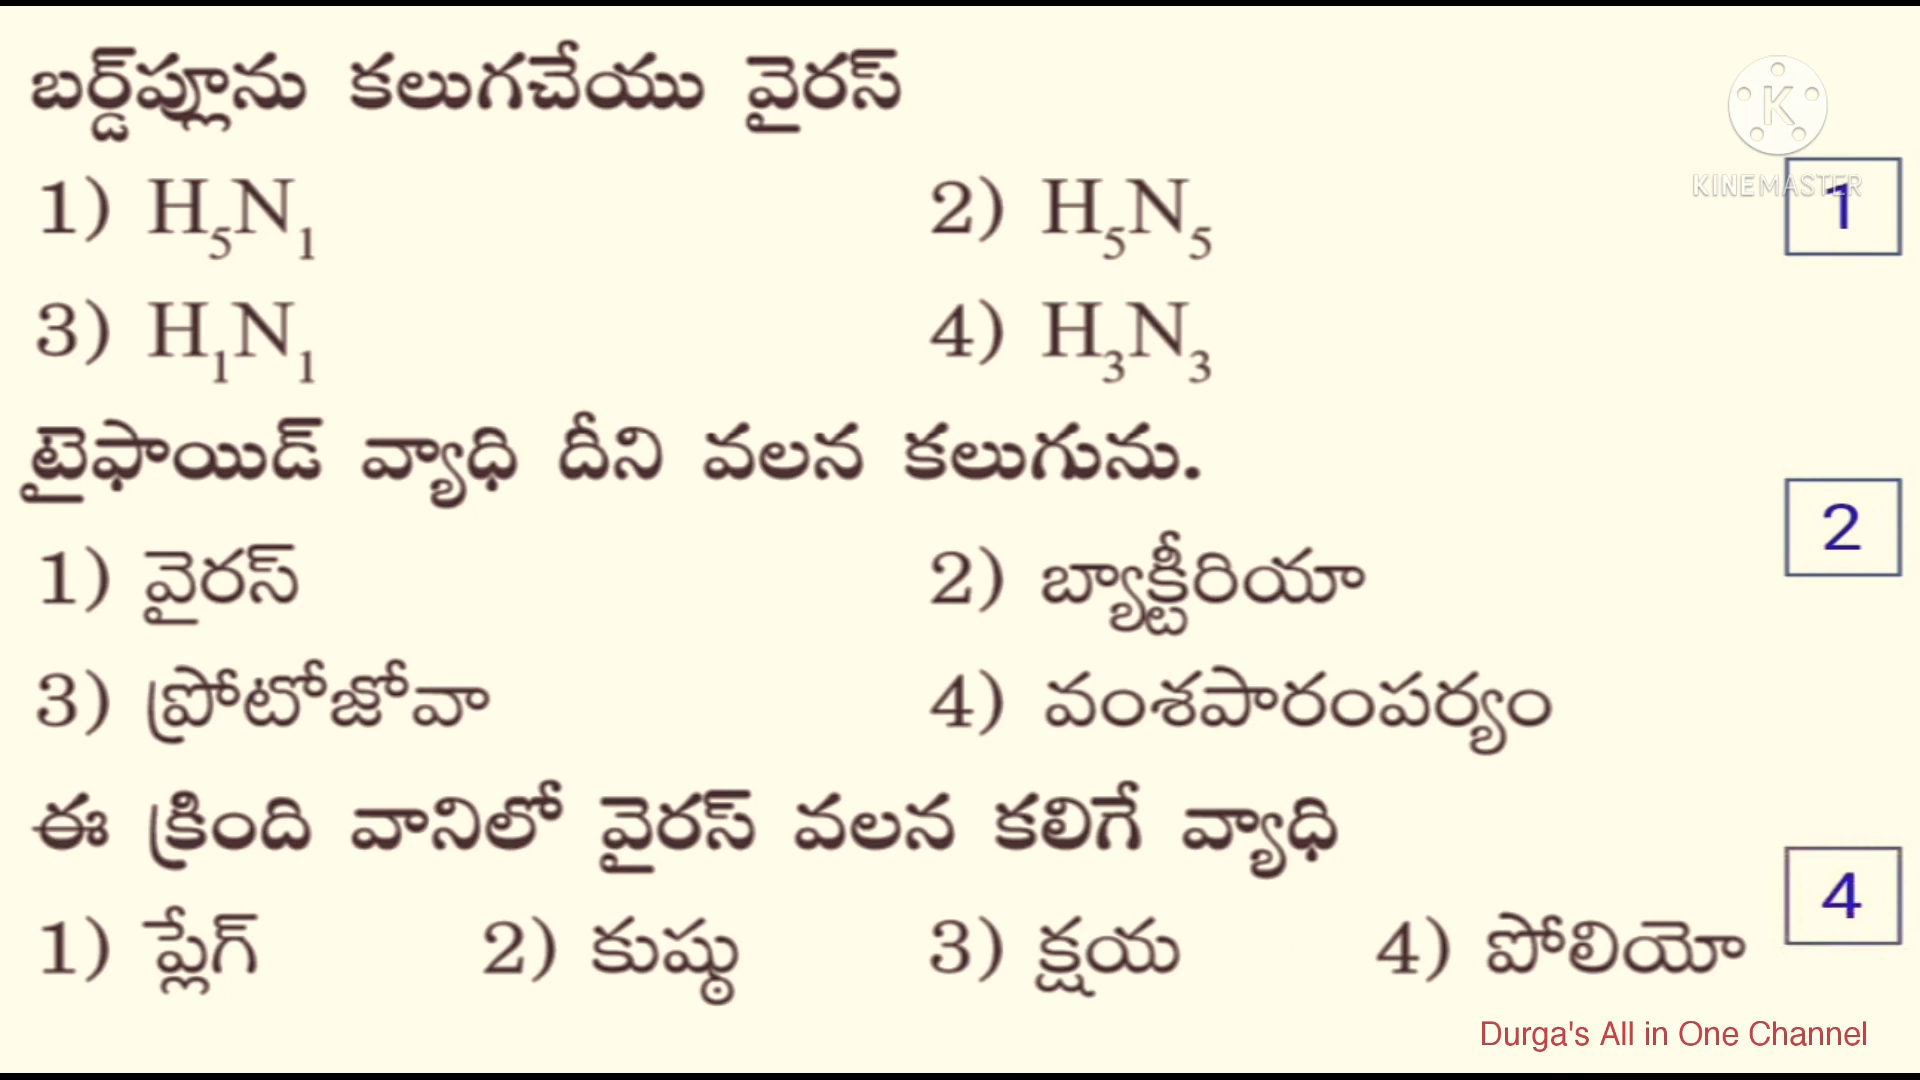 బర్డ్‌ఫ్లూను కలుగచేయు వైరస్
1) H₅N₁ 2) H₅N₅ 1
KINEMASTER
3) H₁N₁ 4) H₃N₃
టైఫాయిడ్ వ్యాధి దీని వలన కలుగును.
1) వైరస్ 2) బ్యాక్టీరియా 2
3) ప్రోటోజోవా 4) వంశపారంపర్యం
ఈ క్రింది వానిలో వైరస్ వలన కలిగే వ్యాధి
1) ప్లేగ్ 2) కుష్ఠు 3) క్షయ 4) పోలియో 4
Durga's All in One Channel